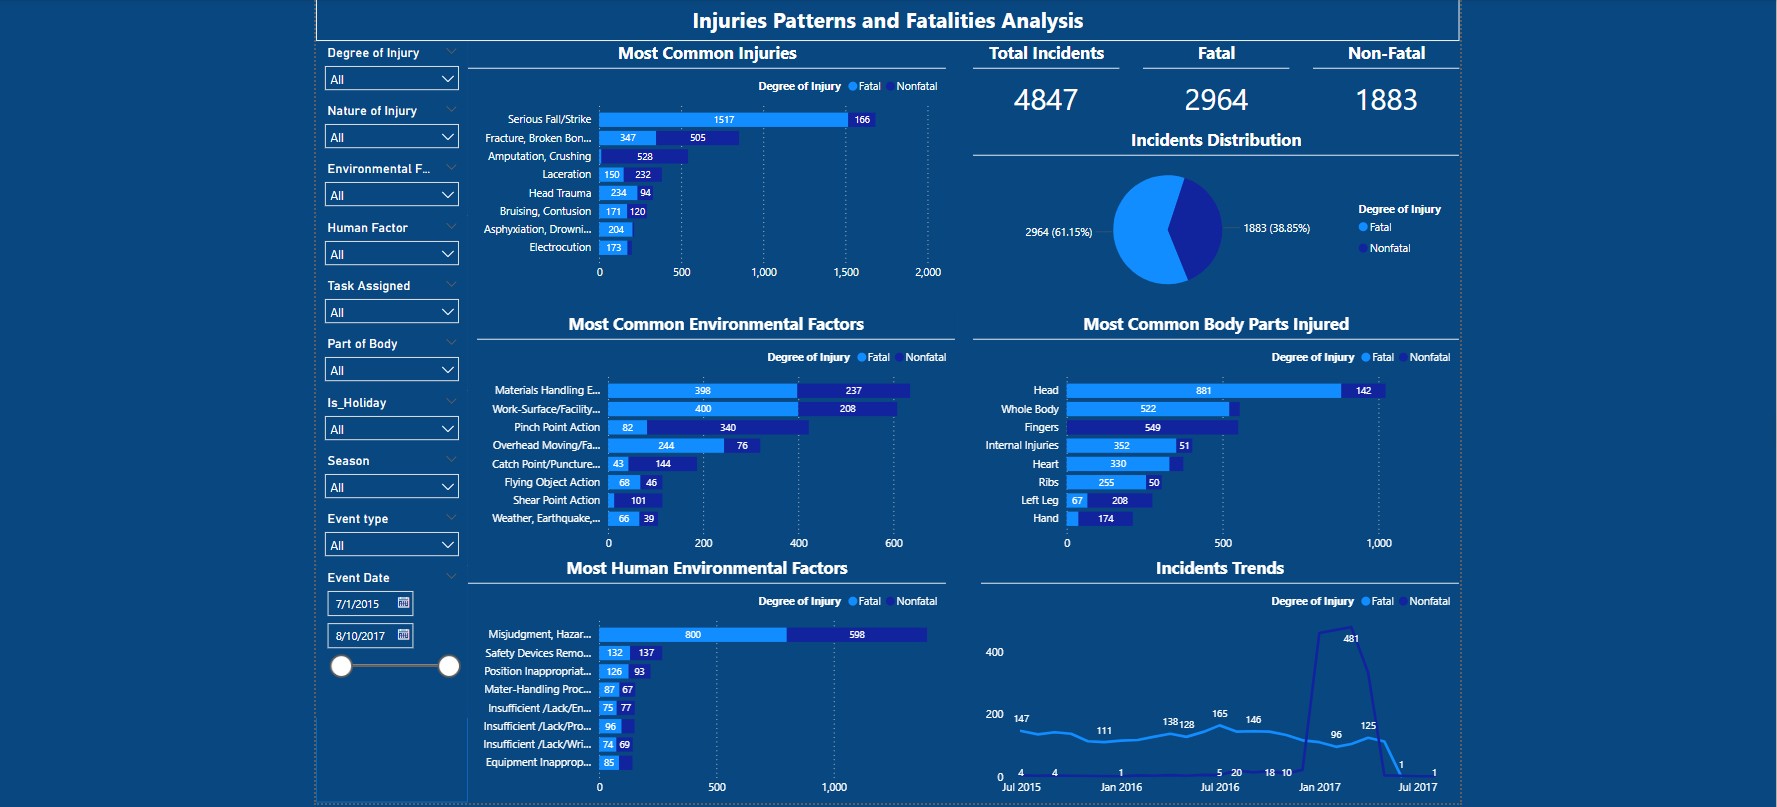 Injuries Patterns and Fatalities Analysis
Degree of Injury
All
Nature of Injury
All
Environmental F...
All
Human Factor
All
Task Assigned
All
Part of Body
All
Is_Holiday
All
Season
All
Event type
All
Event Date
7/1/2015
8/10/2017
Most Common Injuries
Degree of Injury Fatal Nonfatal
Serious Fall/Strike 1517 166
Fracture, Broken Bon... 347 505
Amputation, Crushing 528
Laceration 150 232
Head Trauma 234 94
Bruising, Contusion 171 120
Asphyxiation, Drowni... 204
Electrocution 173
0 500 1,000 1,500 2,000
Total Incidents
4847
Fatal
2964
Non-Fatal
1883
Incidents Distribution
2964 (61.15%)
1883 (38.85%)
Degree of Injury
Fatal
Nonfatal
Most Common Environmental Factors
Degree of Injury Fatal Nonfatal
Materials Handling E... 398 237
Work-Surface/Facility... 400 208
Pinch Point Action 82 340
Overhead Moving/Fa... 244 76
Catch Point/Puncture... 43 144
Flying Object Action 68 46
Shear Point Action 101
Weather, Earthquake,... 66 39
0 200 400 600
Most Common Body Parts Injured
Degree of Injury Fatal Nonfatal
Head 881 142
Whole Body 522
Fingers 549
Internal Injuries 352 51
Heart 330
Ribs 255 50
Left Leg 67 208
Hand 174
0 500 1,000
Most Human Environmental Factors
Degree of Injury Fatal Nonfatal
Misjudgment, Hazar... 800 598
Safety Devices Remo... 132 137
Position Inappropriat... 126 93
Mater-Handling Proc... 87 67
Insufficient /Lack/En... 75 77
Insufficient /Lack/Pro... 96
Insufficient /Lack/Wri... 74 69
Equipment Inapprop... 85
0 500 1,000
Incidents Trends
Degree of Injury Fatal Nonfatal
400
481
200
147 111 138 128 165 146 96 125
1
0
4 4 1 5 20 18 10 1
Jul 2015 Jan 2016 Jul 2016 Jan 2017 Jul 2017